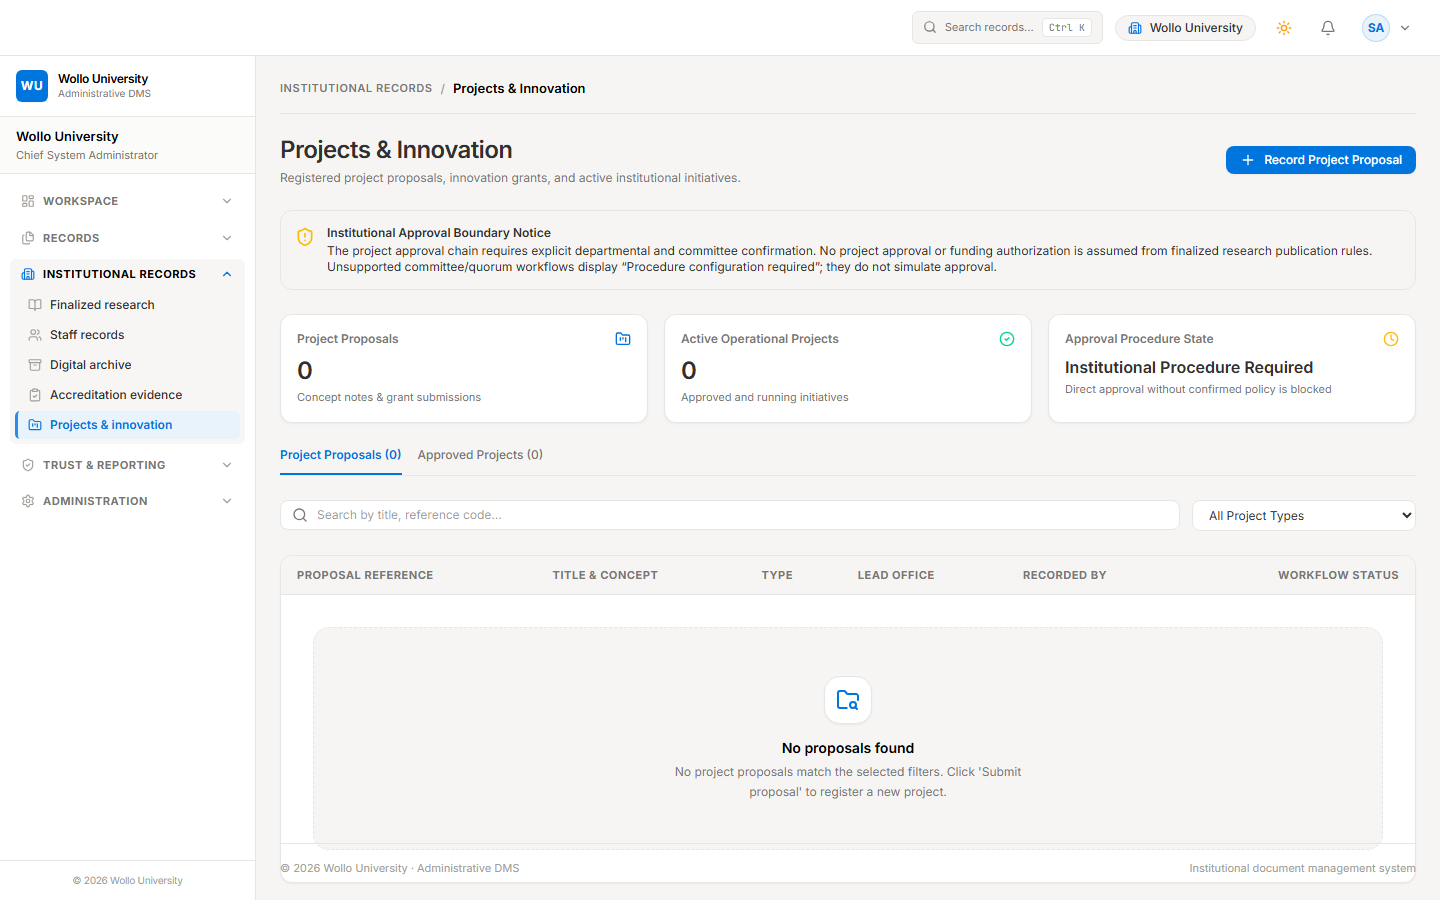 Search records...
Ctrl K
Wollo University
SA
WU
Wollo University
Administrative DMS
Wollo University
Chief System Administrator
WORKSPACE
RECORDS
INSTITUTIONAL RECORDS
Finalized research
Staff records
Digital archive
Accreditation evidence
Projects & innovation
TRUST & REPORTING
ADMINISTRATION
© 2026 Wollo University
INSTITUTIONAL RECORDS / Projects & Innovation
Projects & Innovation
Registered project proposals, innovation grants, and active institutional initiatives.
Record Project Proposal
Institutional Approval Boundary Notice
The project approval chain requires explicit departmental and committee confirmation. No project approval or funding authorization is assumed from finalized research publication rules.
Unsupported committee/quorum workflows display “Procedure configuration required”; they do not simulate approval.
Project Proposals
0
Concept notes & grant submissions
Active Operational Projects
0
Approved and running initiatives
Approval Procedure State
Institutional Procedure Required
Direct approval without confirmed policy is blocked
Project Proposals (0)
Approved Projects (0)
Search by title, reference code...
All Project Types
PROPOSAL REFERENCE
TITLE & CONCEPT
TYPE
LEAD OFFICE
RECORDED BY
WORKFLOW STATUS
No proposals found
No project proposals match the selected filters. Click 'Submit
proposal' to register a new project.
© 2026 Wollo University · Administrative DMS
Institutional document management system